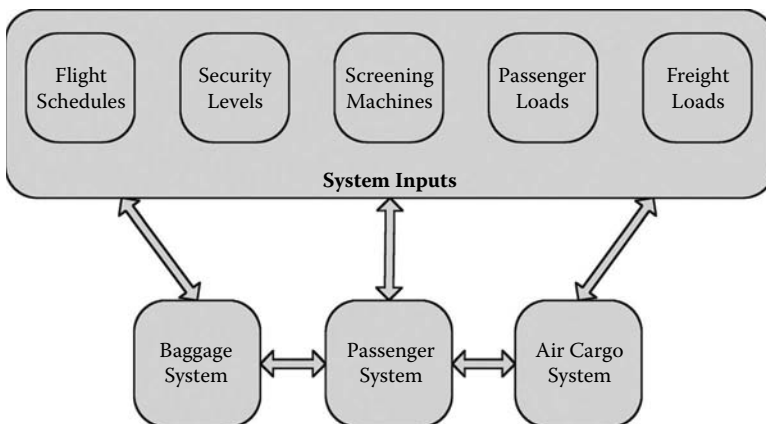 Flight
Schedules
Security
Levels
Screening
Machines
Passenger
Loads
Freight
Loads
System Inputs
Baggage
System
Passenger
System
Air Cargo
System